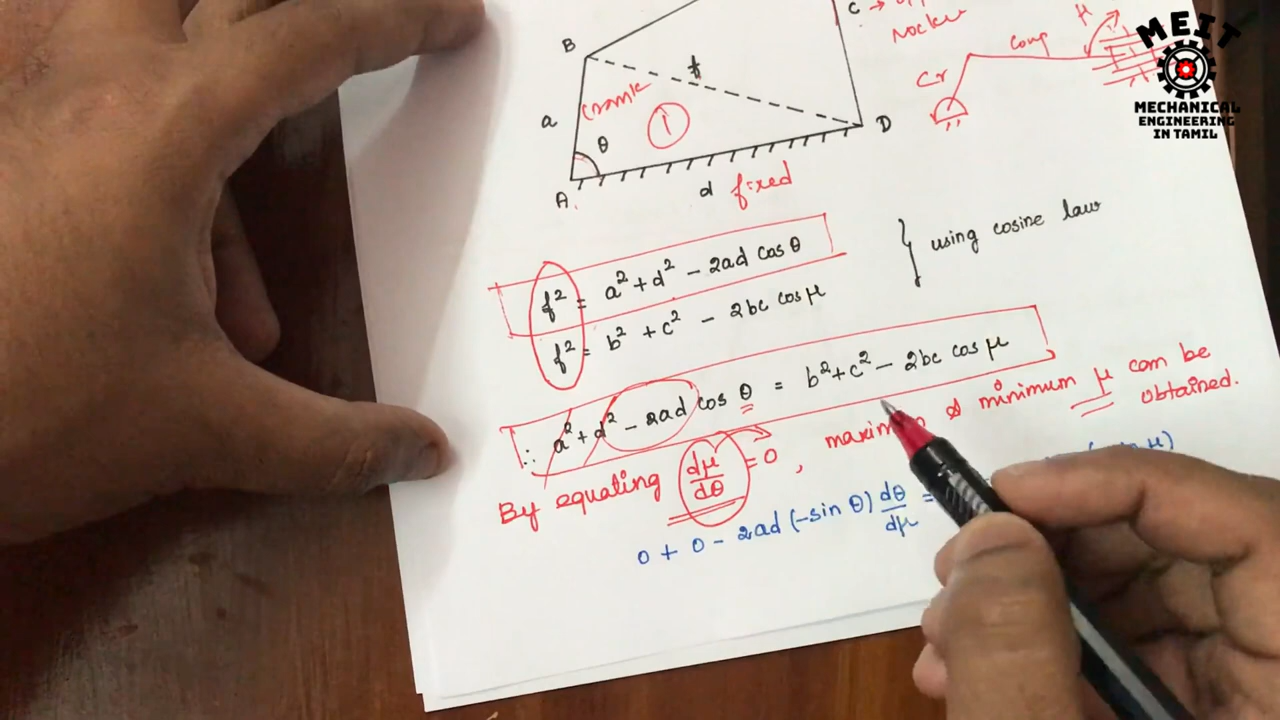 C →
rocker
B
f
a
crank
1
θ
D
A
d fixed
Cr
coup
μ
MEIT
MECHANICAL
ENGINEERING
IN TAMIL
f² = a² + d² - 2ad cos θ
f² = b² + c² - 2bc cos μ
} using cosine law
∴ a² + d² - 2ad cos θ = b² + c² - 2bc cos μ
By equating dμ/dθ = 0, & minimum μ can be
obtained.
0 + 0 - 2ad (-sin θ) dθ/dμ =